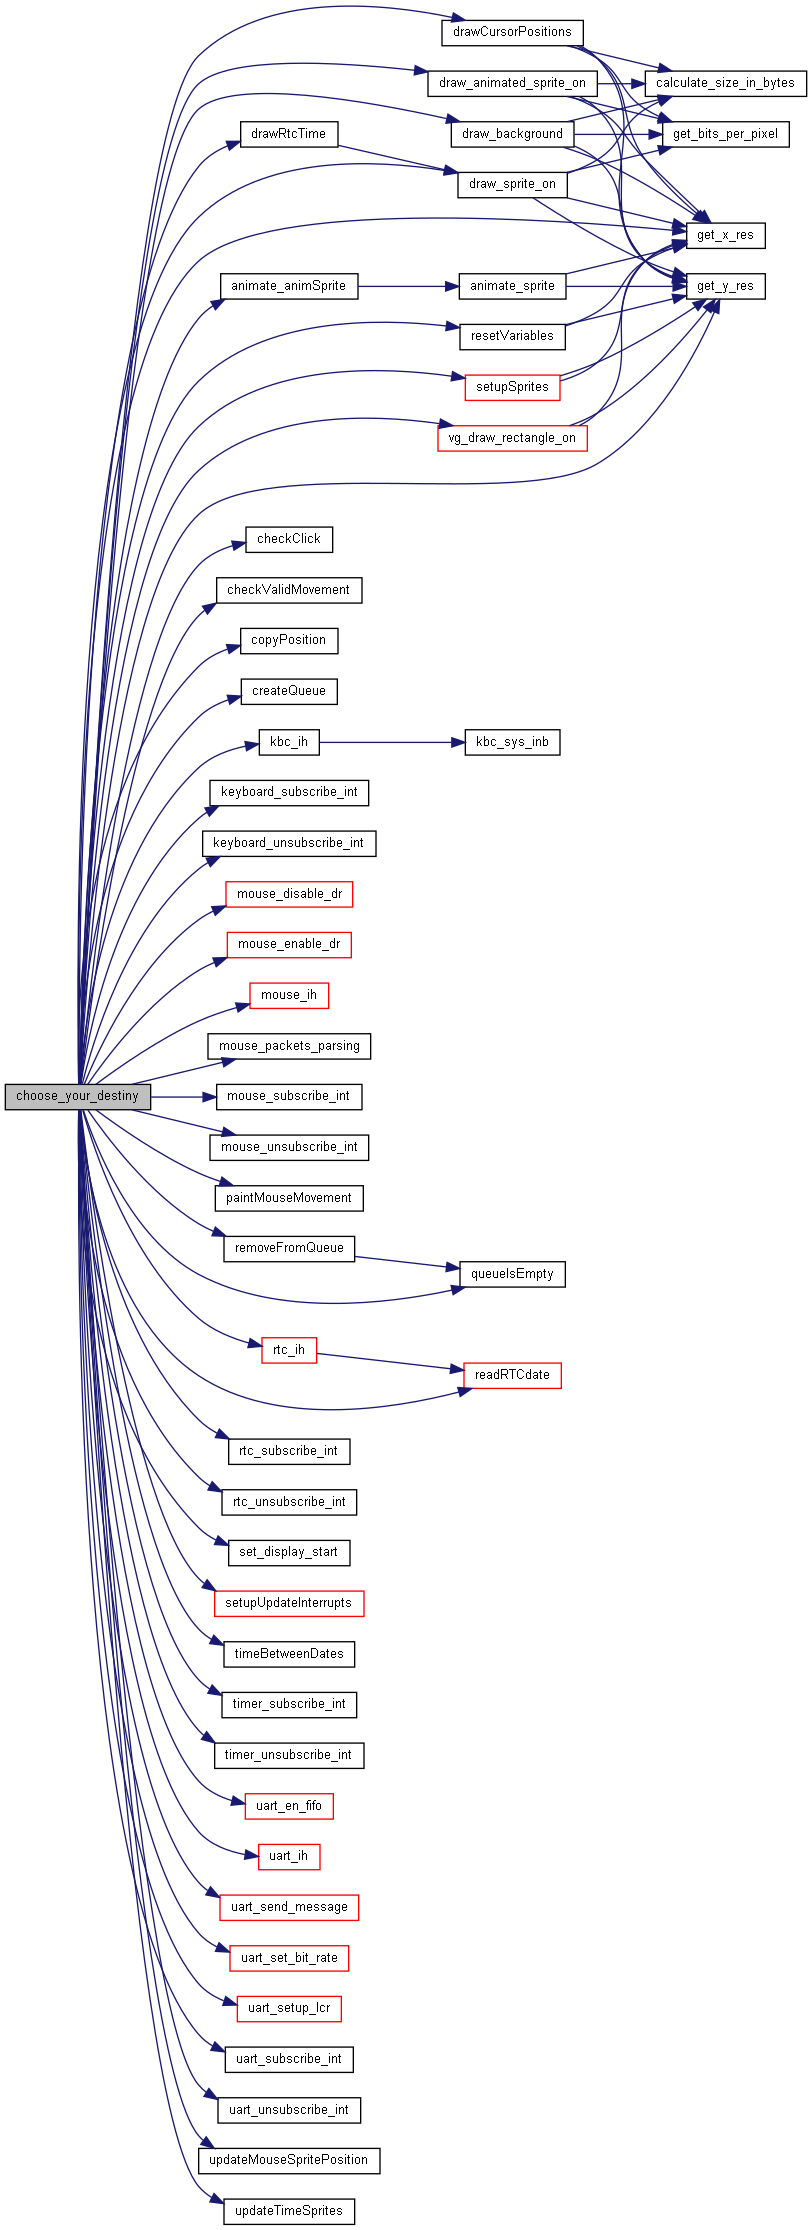 drawCursorPositions
draw_animated_sprite_on
calculate_size_in_bytes
drawRtcTime
draw_background
get_bits_per_pixel
draw_sprite_on
get_x_res
animate_animSprite
animate_sprite
get_y_res
resetVariables
setupSprites
vg_draw_rectangle_on
checkClick
checkValidMovement
copyPosition
createQueue
kbc_ih
kbc_sys_inb
keyboard_subscribe_int
keyboard_unsubscribe_int
mouse_disable_dr
mouse_enable_dr
mouse_ih
mouse_packets_parsing
choose_your_destiny
mouse_subscribe_int
mouse_unsubscribe_int
paintMouseMovement
removeFromQueue
queueIsEmpty
rtc_ih
readRTCdate
rtc_subscribe_int
rtc_unsubscribe_int
set_display_start
setupUpdateInterrupts
timeBetweenDates
timer_subscribe_int
timer_unsubscribe_int
uart_en_fifo
uart_ih
uart_send_message
uart_set_bit_rate
uart_setup_lcr
uart_subscribe_int
uart_unsubscribe_int
updateMouseSpritePosition
updateTimeSprites